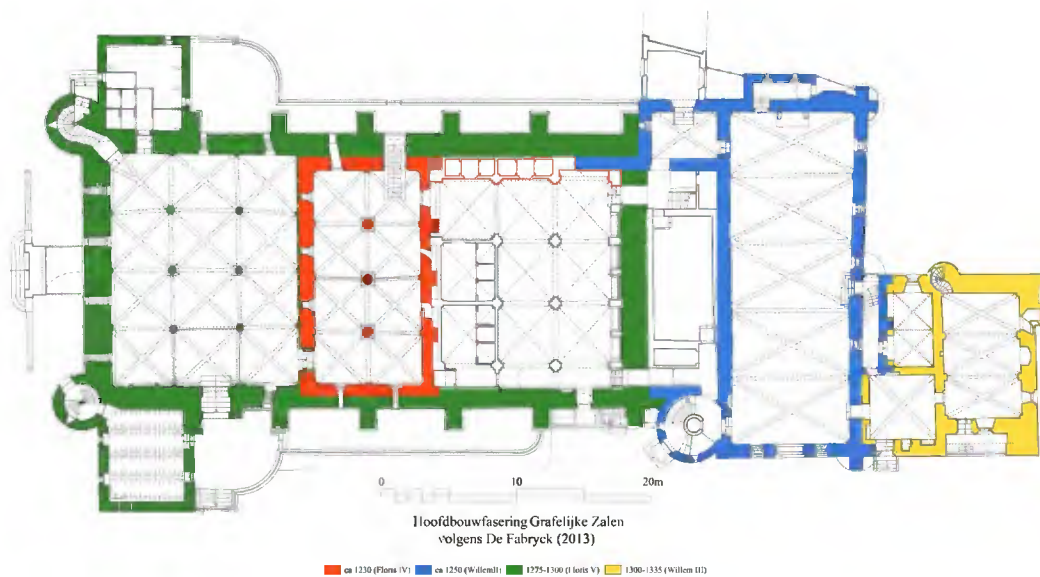 0 10 20m
Hoofdbouwfasering Grafelijke Zalen
volgens De Fabryck (2013)
ca 1230 (Floris IV) ca 1250 (Willem II) 1275-1300 (Floris V) 1300-1335 (Willem III)